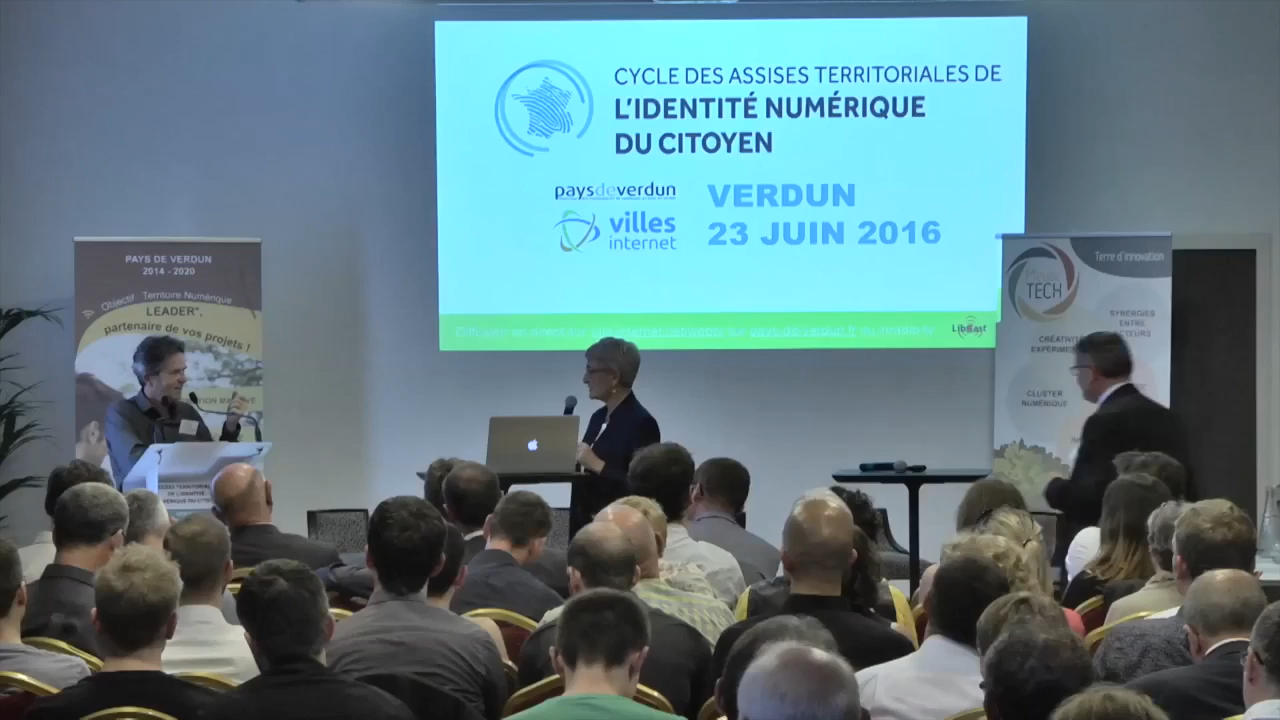 CYCLE DES ASSISES TERRITORIALES DE
L'IDENTITÉ NUMÉRIQUE
DU CITOYEN
paysdeverdun
villes
internet
VERDUN
23 JUIN 2016
PAYS DE VERDUN
2014 - 2020
Objectif Territoire Numérique
LEADER",
partenaire de vos projets !
TECH
Terre d'innovation
SYNERGIES
ENTRE
CLUSTER
NUMÉRIQUE